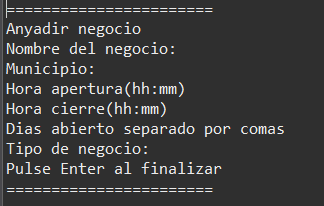 =======================
Anyadir negocio
Nombre del negocio:
Municipio:
Hora apertura(hh:mm)
Hora cierre(hh:mm)
Dias abierto separado por comas
Tipo de negocio:
Pulse Enter al finalizar
=======================